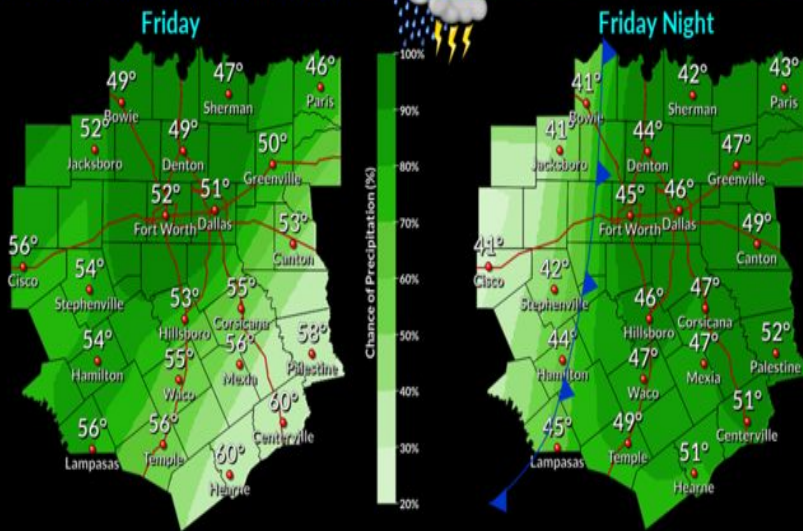 Friday
49°
Bowie
47°
Sherman
46°
Paris
52°
Jacksboro
49°
Denton
50°
Greenville
52°
Fort Worth
51°
Dallas
53°
Canton
56°
Cisco
54°
Stephenville
53°
Hillsboro
55°
Corsicana
54°
Hamilton
55°
Waco
56°
Mexia
58°
Palestine
56°
Lampasas
56°
Temple
60°
Centerville
60°
Hearne
Chance of Precipitation (%)
100%
90%
80%
70%
60%
50%
40%
30%
20%
Friday Night
41°
Bowie
42°
Sherman
43°
Paris
41°
Jacksboro
44°
Denton
47°
Greenville
45°
Fort Worth
46°
Dallas
49°
Canton
41°
Cisco
42°
Stephenville
46°
Hillsboro
47°
Corsicana
44°
Hamilton
47°
Waco
47°
Mexia
52°
Palestine
45°
Lampasas
49°
Temple
51°
Centerville
51°
Hearne